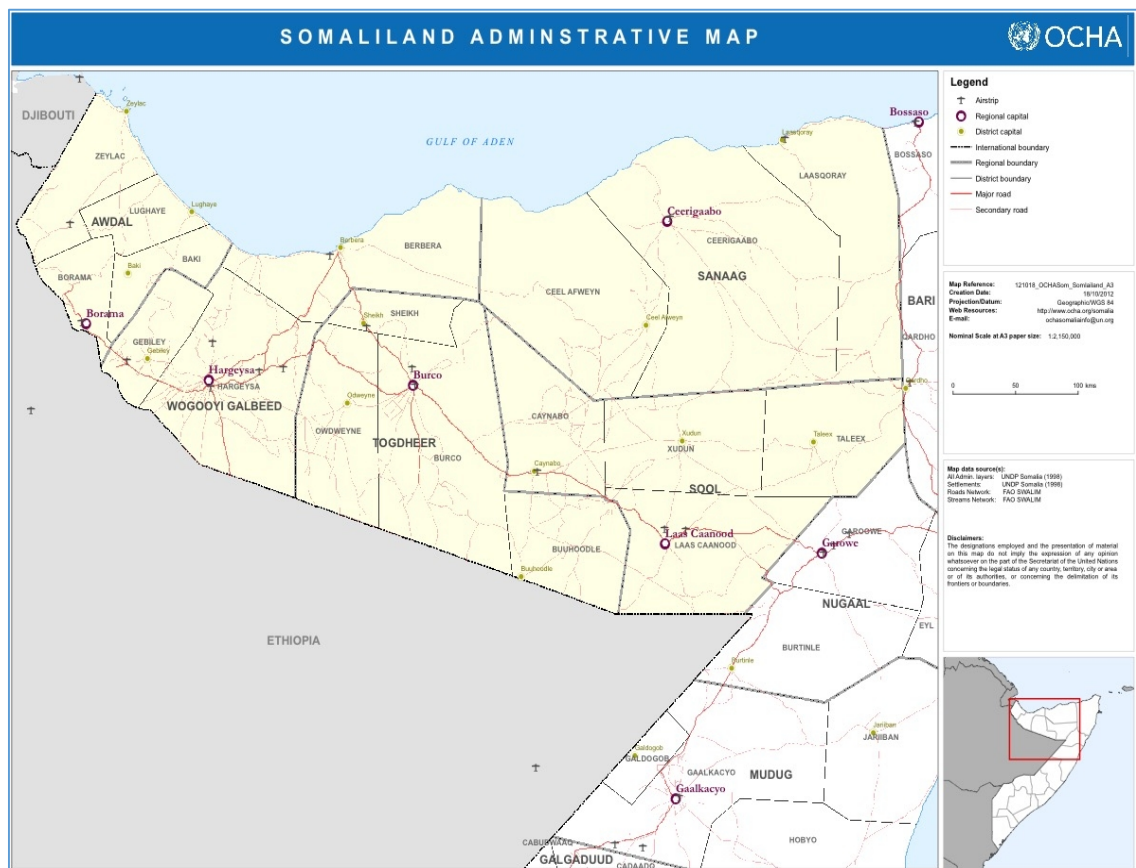 SOMALILAND ADMINSTRATIVE MAP
OCHA
DJIBOUTI
Zeylac
ZEYLAC
GULF OF ADEN
Laasqoray
Bossaso
BOSSASO
LAASQORAY
Lughaye
LUGHAYE
AWDAL
Ceerigaabo
CEERIGAABO
Berbera
BERBERA
BAKI
Baki
BORAMA
SANAAG
CEEL AFWEYN
BARI
Borama
Sheikh
SHEIKH
Ceel Afweyn
QARDHO
GEBILEY
Gebiley
Hargeysa
HARGEYSA
Burco
Qardho
WOGOOYI GALBEED
Odweyne
OWDWEYNE
TOGDHEER
BURCO
CAYNABO
Xudun
XUDUN
Taleex
TALEEX
Caynabo
SOOL
Laas Caanood
LAAS CAANOOD
GAROOWE
Garowe
BUUHOODLE
Buuhoodle
NUGAAL
EYL
ETHIOPIA
BURTINLE
Burtinle
Jariiban
JARIIBAN
Galdogob
GALDOGOB
GAALKACYO
MUDUG
Gaalkacyo
HOBYO
CABUDWAAQ
GALGADUUD
CADAADO
Legend
Airstrip
Regional capital
District capital
International boundary
Regional boundary
District boundary
Major road
Secondary road
Map Reference: 121018_OCHASom_Somlailand_A3
Creation Date: 18/10/2012
Projection/Datum: Geographic/WGS 84
Web Resources: http://www.ocha.org/somalia
E-mail: ochasomaliainfo@un.org
Nominal Scale at A3 paper size: 1:2,150,000
0 50 100 kms
Map data source(s):
All Admin. layers: UNDP Somalia (1998)
Settlements: UNDP Somalia (1998)
Roads Network: FAO SWALIM
Streams Network: FAO SWALIM
Disclaimers:
The designations employed and the presentation of material
on this map do not imply the expression of any opinion
whatsoever on the part of the Secretariat of the United Nations
concerning the legal status of any country, territory, city or area
or of its authorities, or concerning the delimitation of its
frontiers or boundaries.